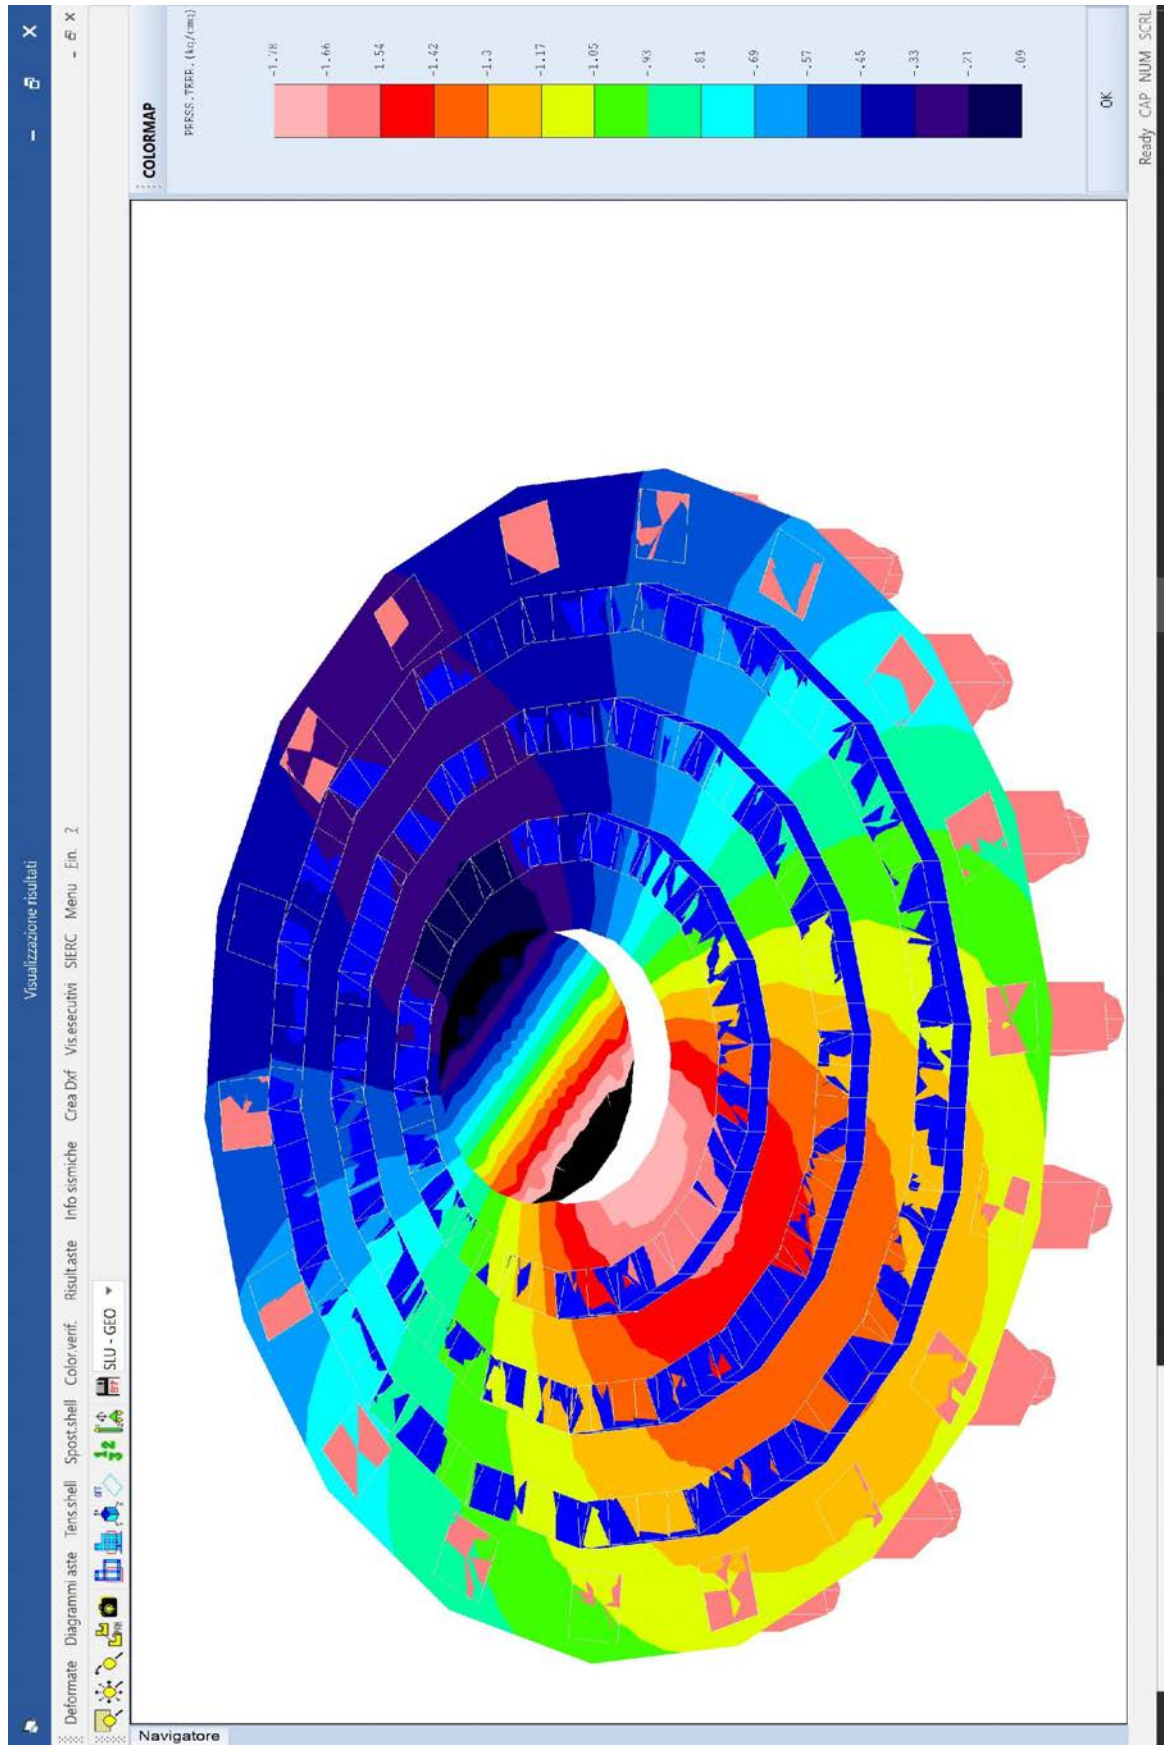 Visualizzazione risultati
Deformate Diagrammi aste Tens.shell Spost.shell Color.verif. Risult.aste Info sismiche Crea Dxf Vis.esecutivi SIERC Menu Fin. ?
SLU - GEO
Navigatore
COLORMAP
PRESS.TERR.(kg/cmq)
-1.78
-1.66
1.54
-1.42
-1.3
-1.17
-1.05
-.93
.81
-.69
-.57
-.45
-.33
-.21
.09
OK
Ready CAP NUM SCRL